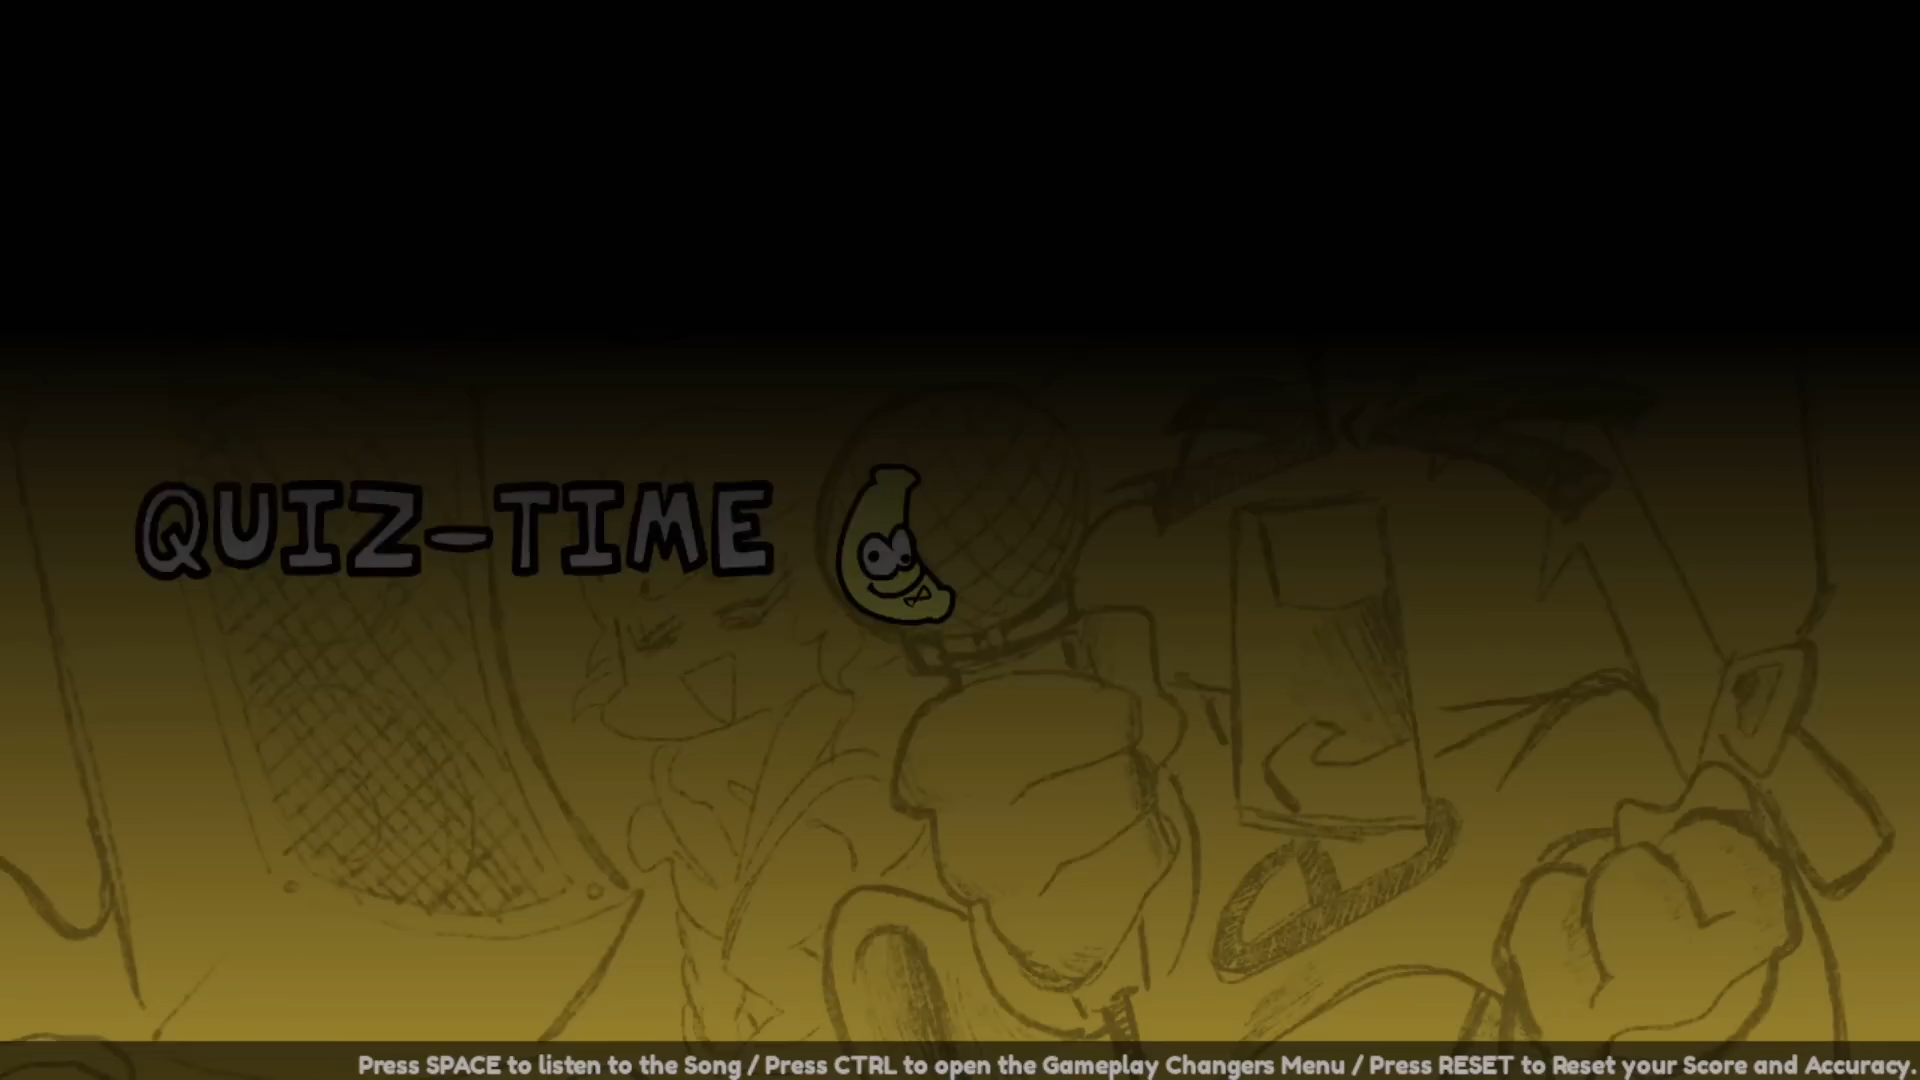 QUIZ-TIME
Press SPACE to listen to the Song / Press CTRL to open the Gameplay Changers Menu / Press RESET to Reset your Score and Accuracy.